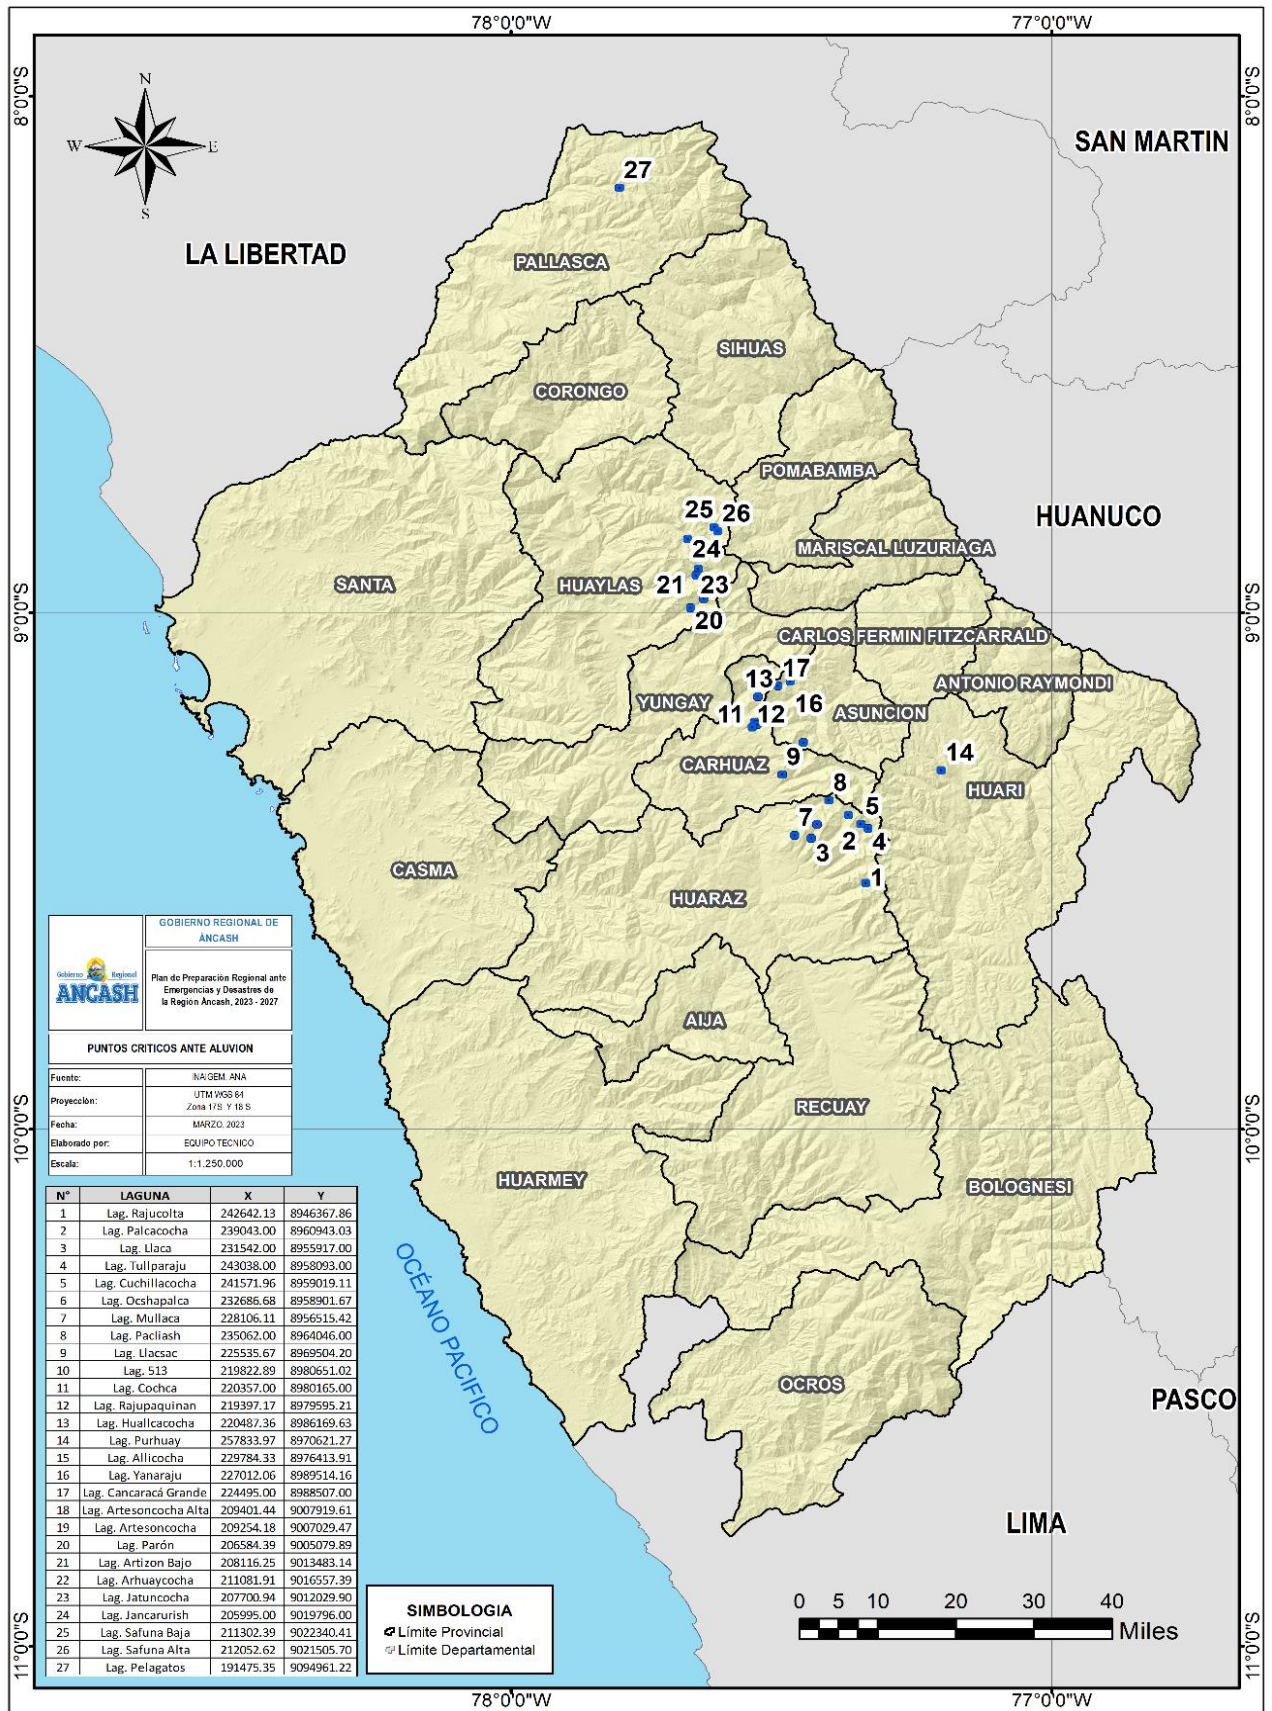 78°0'0"W 77°0'0"W
8°0'0"S 8°0'0"S
N
W E
S
SAN MARTIN
27
LA LIBERTAD
PALLASCA
SIHUAS
CORONGO
POMABAMBA
25 26
HUANUCO
24
MARISCAL LUZURIAGA
SANTA
HUAYLAS
21 23
9°0'0"S 9°0'0"S
20
CARLOS FERMIN FITZCARRALD
13 17
ANTONIO RAYMONDI
YUNGAY
16
11 12
ASUNCION
14
CARHUAZ
9
HUARI
8
7 5
2 4
3
CASMA
1
HUARAZ
GOBIERNO REGIONAL DE
ÁNCASH
Gobierno Regional
ANCASH
Plan de Preparación Regional ante
Emergencias y Desastres de
la Región Áncash, 2023 - 2027
AIJA
PUNTOS CRITICOS ANTE ALUVION
Fuente: INAIGEM, ANA
Proyección: UTM WGS 84
Zona 17S Y 18 S
Fecha: MARZO, 2023
Elaborado por: EQUIPO TECNICO
Escala: 1:1.250.000
RECUAY
10°0'0"S 10°0'0"S
HUARMEY
BOLOGNESI
N° LAGUNA X Y
1 Lag. Rajucolta 242642.13 8946367.86
2 Lag. Palcacocha 239043.00 8960943.03
3 Lag. Llaca 231542.00 8955917.00
4 Lag. Tullparaju 243038.00 8958093.00
5 Lag. Cuchillacocha 241571.96 8959019.11
6 Lag. Ocshapalca 232686.68 8958901.67
7 Lag. Mullaca 228106.11 8956515.42
8 Lag. Pacliash 235062.00 8964046.00
9 Lag. Llacsac 225535.67 8969504.20
10 Lag. 513 219822.89 8980651.02
11 Lag. Cochca 220357.00 8980165.00
12 Lag. Rajupaquinan 219397.17 8979595.21
13 Lag. Huallcacocha 220487.36 8986169.63
14 Lag. Purhuay 257833.97 8970621.27
15 Lag. Allicocha 229784.33 8976413.91
16 Lag. Yanaraju 227012.06 8989514.16
17 Lag. Cancaracá Grande 224495.00 8988507.00
18 Lag. Artesoncocha Alta 209401.44 9007919.61
19 Lag. Artesoncocha 209254.18 9007029.47
20 Lag. Parón 206584.39 9005079.89
21 Lag. Artizon Bajo 208116.25 9013483.14
22 Lag. Arhuaycocha 211081.91 9016557.39
23 Lag. Jatuncocha 207700.94 9012029.90
24 Lag. Jancarurish 205995.00 9019796.00
25 Lag. Safuna Baja 211302.39 9022340.41
26 Lag. Safuna Alta 212052.62 9021505.70
27 Lag. Pelagatos 191475.35 9094961.22
OCÉANO PACIFICO
OCROS
PASCO
LIMA
SIMBOLOGIA
Límite Provincial
Límite Departamental
0 5 10 20 30 40
Miles
11°0'0"S 11°0'0"S
78°0'0"W 77°0'0"W